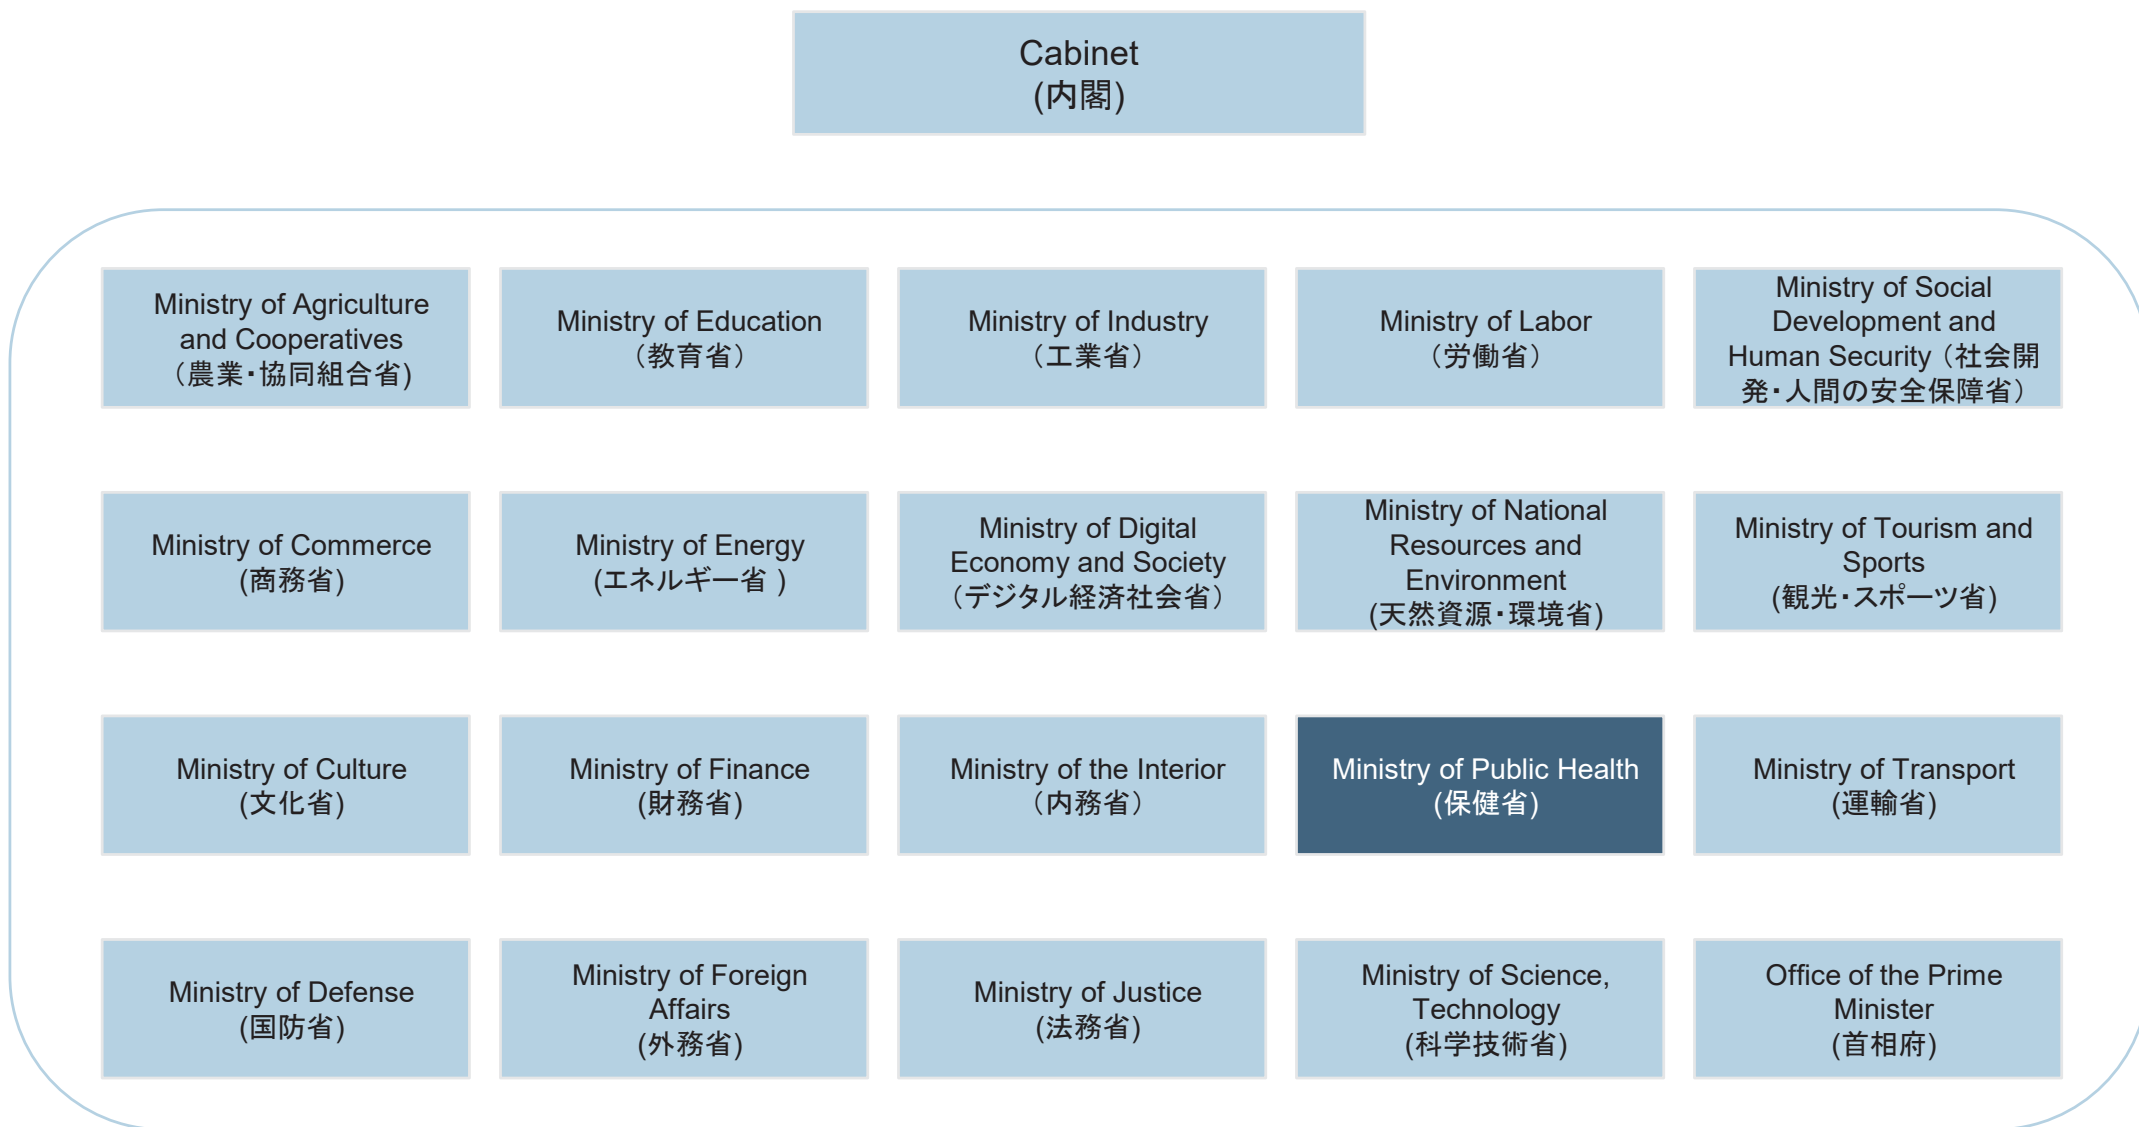 Cabinet
(内閣)
Ministry of Agriculture
and Cooperatives
（農業・協同組合省)
Ministry of Education
（教育省）
Ministry of Industry
（工業省）
Ministry of Labor
（労働省）
Ministry of Social
Development and
Human Security（社会開
発・人間の安全保障省）
Ministry of Commerce
(商務省)
Ministry of Energy
(エネルギー省 )
Ministry of Digital
Economy and Society
（デジタル経済社会省）
Ministry of National
Resources and
Environment
(天然資源・環境省)
Ministry of Tourism and
Sports
(観光・スポーツ省)
Ministry of Culture
(文化省)
Ministry of Finance
(財務省)
Ministry of the Interior
（内務省）
Ministry of Public Health
(保健省)
Ministry of Transport
(運輸省)
Ministry of Defense
(国防省)
Ministry of Foreign
Affairs
(外務省)
Ministry of Justice
(法務省)
Ministry of Science,
Technology
(科学技術省)
Office of the Prime
Minister
(首相府)